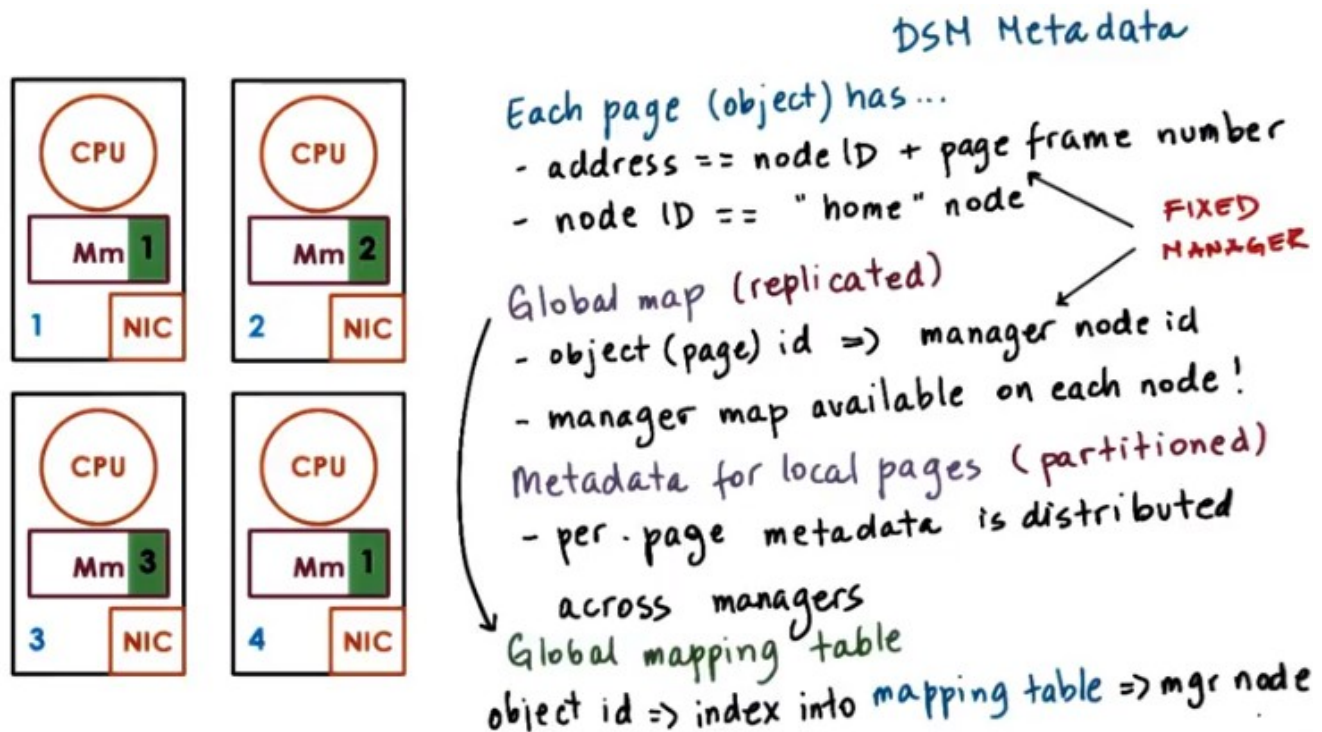 DSM Metadata
CPU
Mm 1
1 NIC
CPU
Mm 2
2 NIC
CPU
Mm 3
3 NIC
CPU
Mm 1
4 NIC
Each page (object) has...
- address == node ID + page frame number
- node ID == "home" node
FIXED
MANAGER
Global map (replicated)
- object (page) id => manager node id
- manager map available on each node!
Metadata for local pages (partitioned)
- per-page metadata is distributed
across managers
Global mapping table
object id => index into mapping table => mgr node